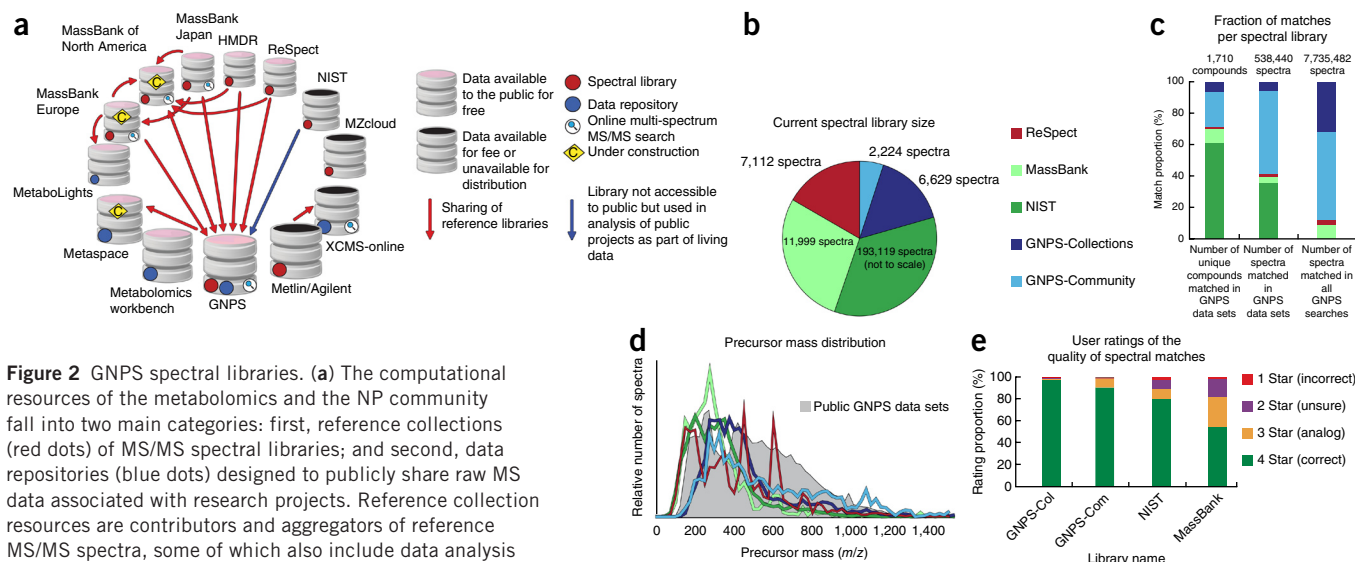 a
MassBank of
North America
MassBank
Japan
HMDR
ReSpect
NIST
MZcloud
MassBank
Europe
MetaboLights
Metaspace
Metabolomics
workbench
GNPS
Metlin/Agilent
XCMS-online
C
C
C
Data available
to the public for
free
Data available
for fee or
unavailable for
distribution
Sharing of
reference libraries
Spectral library
Data repository
Online multi-spectrum
MS/MS search
C
Under construction
Library not accessible
to public but used in
analysis of public
projects as part of living
data
b
Current spectral library size
7,112 spectra
2,224 spectra
6,629 spectra
11,999 spectra
193,119 spectra
(not to scale)
ReSpect
MassBank
NIST
GNPS-Collections
GNPS-Community
c
Fraction of matches
per spectral library
1,710
compounds
538,440
spectra
7,735,482
spectra
Match proportion (%)
100
80
60
40
20
0
Number of
unique
compounds
matched in
GNPS
data sets
Number of
spectra
matched
in
GNPS
data sets
Number of
spectra
matched in
all
GNPS
searches
d
Precursor mass distribution
Relative number of spectra
Public GNPS data sets
0 200 400 600 800 1,000 1,200 1,400
Precursor mass (m/z)
e
User ratings of the
quality of spectral matches
Rating proportion (%)
100
80
60
40
20
0
GNPS-Col
GNPS-Com
NIST
MassBank
Library name
1 Star (incorrect)
2 Star (unsure)
3 Star (analog)
4 Star (correct)
Figure 2 GNPS spectral libraries. (a) The computational
resources of the metabolomics and the NP community
fall into two main categories: first, reference collections
(red dots) of MS/MS spectral libraries; and second, data
repositories (blue dots) designed to publicly share raw MS
data associated with research projects. Reference collection
resources are contributors and aggregators of reference
MS/MS spectra, some of which also include data analysis